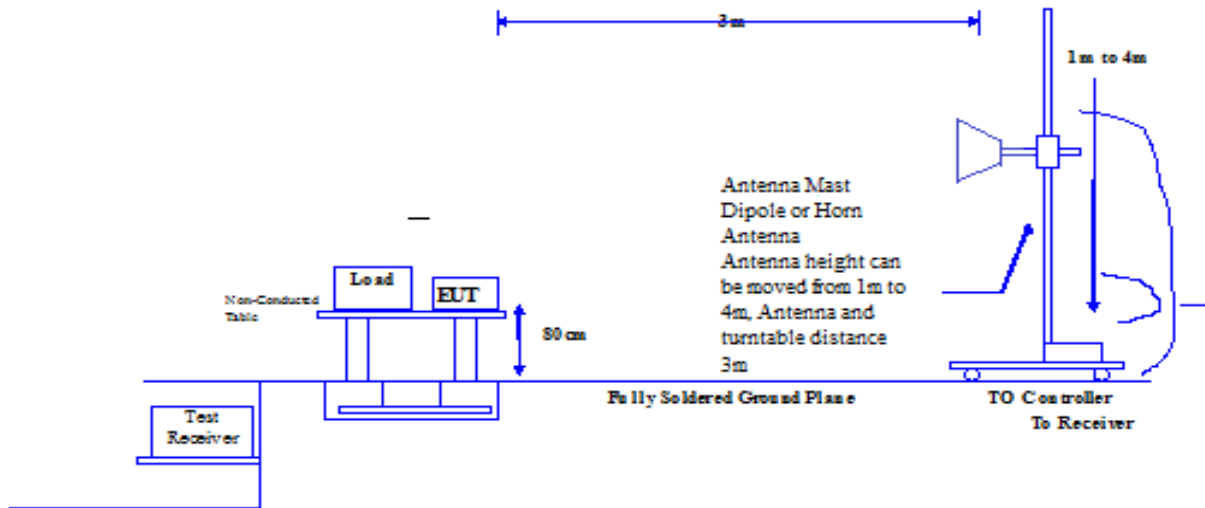 3m
1m to 4m
Antenna Mast
Dipole or Horn
Antenna
Antenna height can
be moved from 1m to
4m, Antenna and
turntable distance
3m
Load
EUT
Non-Conducted
Table
80cm
Fully Soldered Ground Plane
TO Controller
To Receiver
Test
Receiver